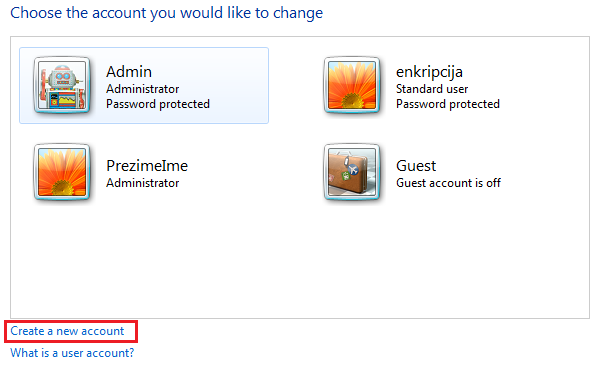 Choose the account you would like to change
Admin
Administrator
Password protected
enkripcija
Standard user
Password protected
PrezimeIme
Administrator
Guest
Guest account is off
Create a new account
What is a user account?